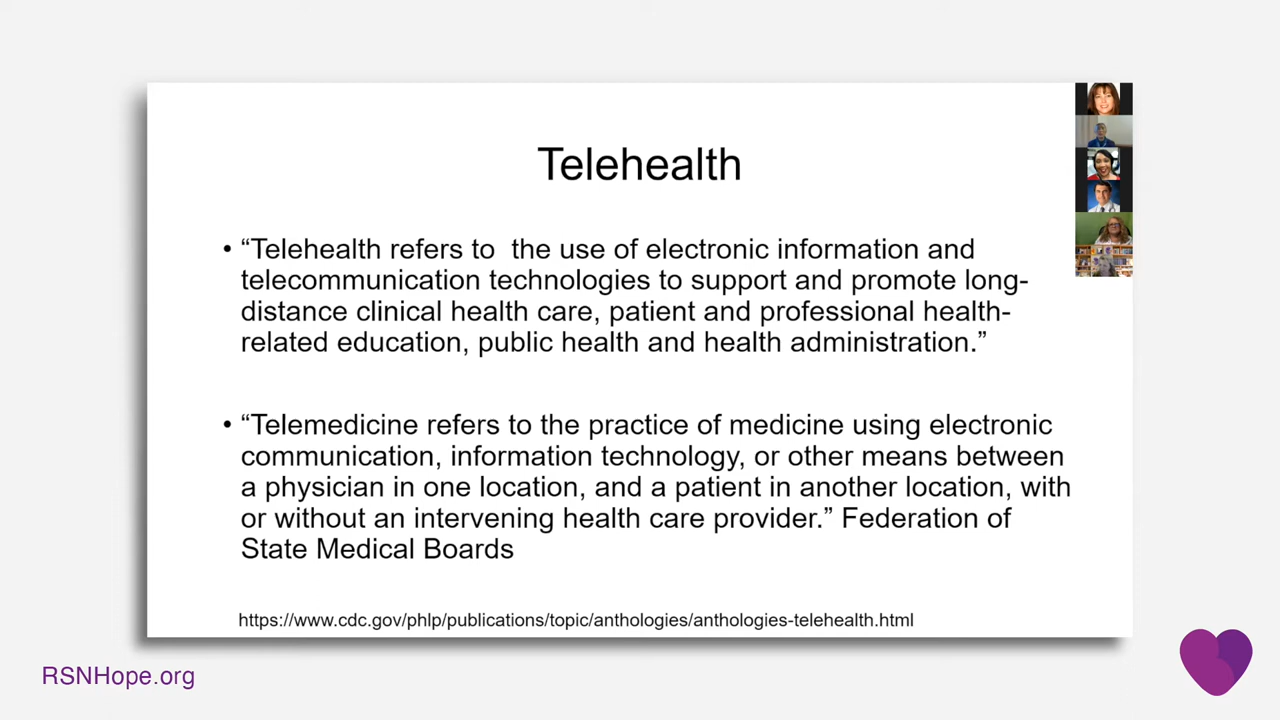 Telehealth
• “Telehealth refers to  the use of electronic information and
telecommunication technologies to support and promote long-
distance clinical health care, patient and professional health-
related education, public health and health administration.”
• “Telemedicine refers to the practice of medicine using electronic
communication, information technology, or other means between
a physician in one location, and a patient in another location, with
or without an intervening health care provider.” Federation of
State Medical Boards
https://www.cdc.gov/phlp/publications/topic/anthologies/anthologies-telehealth.html
RSNHope.org